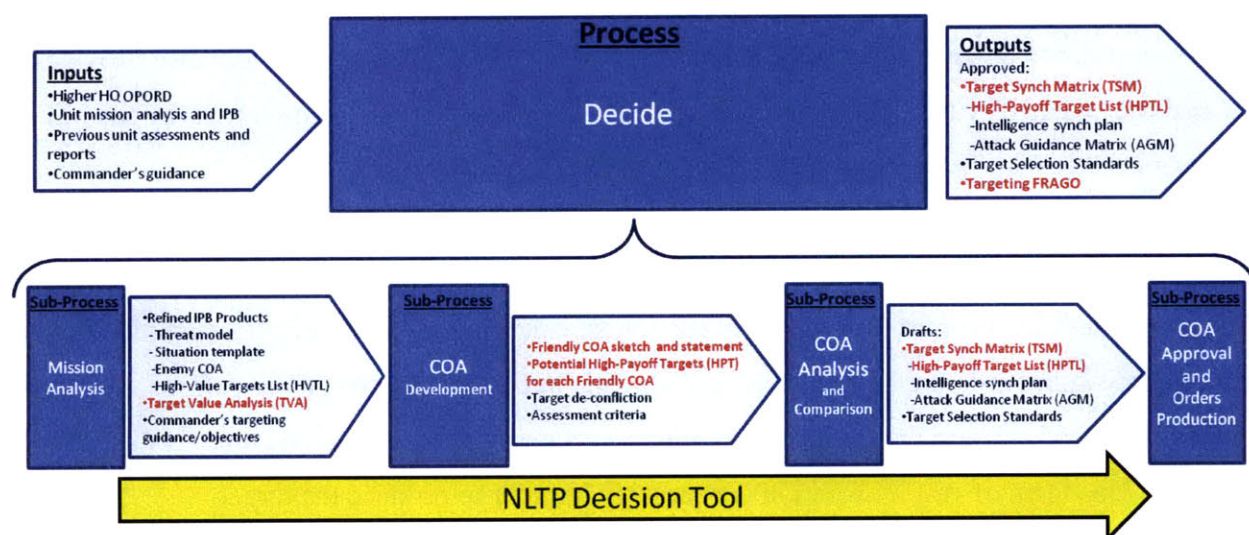 Process
Decide
Inputs
•Higher HQ OPORD
•Unit mission analysis and IPB
•Previous unit assessments and
reports
•Commander's guidance
Outputs
Approved:
•Target Synch Matrix (TSM)
-High-Payoff Target List (HPTL)
-Intelligence synch plan
-Attack Guidance Matrix (AGM)
•Target Selection Standards
•Targeting FRAGO
Sub-Process
Mission
Analysis
•Refined IPB Products
- Threat model
- Situation template
- Enemy COA
-High-Value Targets List (HVTL)
•Target Value Analysis (TVA)
•Commander's targeting
guidance/objectives
Sub-Process
COA
Development
•Friendly COA sketch and statement
•Potential High-Payoff Targets (HPT)
for each Friendly COA
•Target de-confliction
•Assessment criteria
Sub-Process
COA
Analysis
and
Comparison
Drafts:
•Target Synch Matrix (TSM)
-High-Payoff Target List (HPTL)
-Intelligence synch plan
-Attack Guidance Matrix (AGM)
•Target Selection Standards
Sub-Process
COA
Approval
and
Orders
Production
NLTP Decision Tool